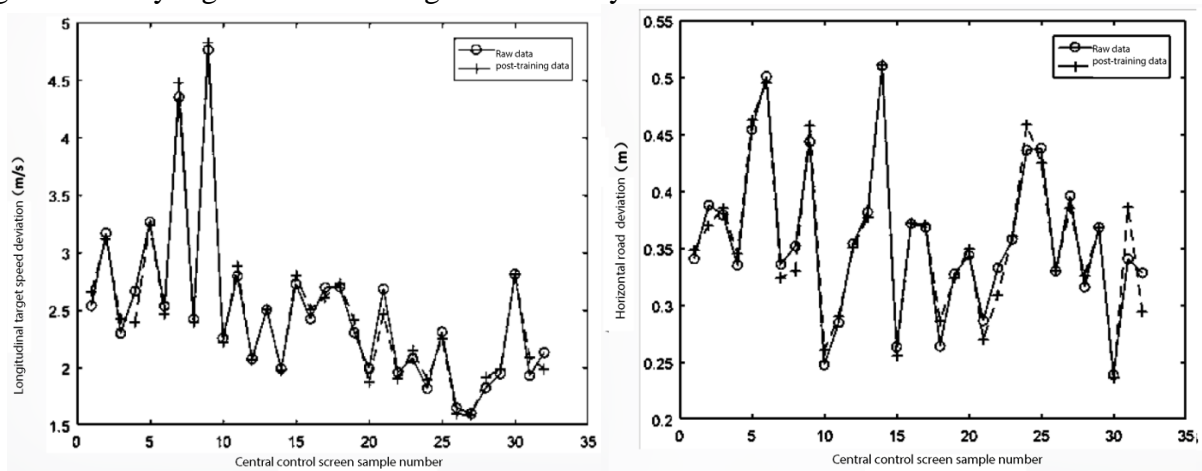 5
4.5
4
3.5
3
2.5
2
1.5
Longitudinal target speed deviation (m/s)
Raw data
post-training data
0 5 10 15 20 25 30 35
Central control screen sample number
0.55
0.5
0.45
0.4
0.35
0.3
0.25
0.2
Horizontal road deviation (m)
Raw data
post-training data
0 5 10 15 20 25 30 35
Central control screen sample number